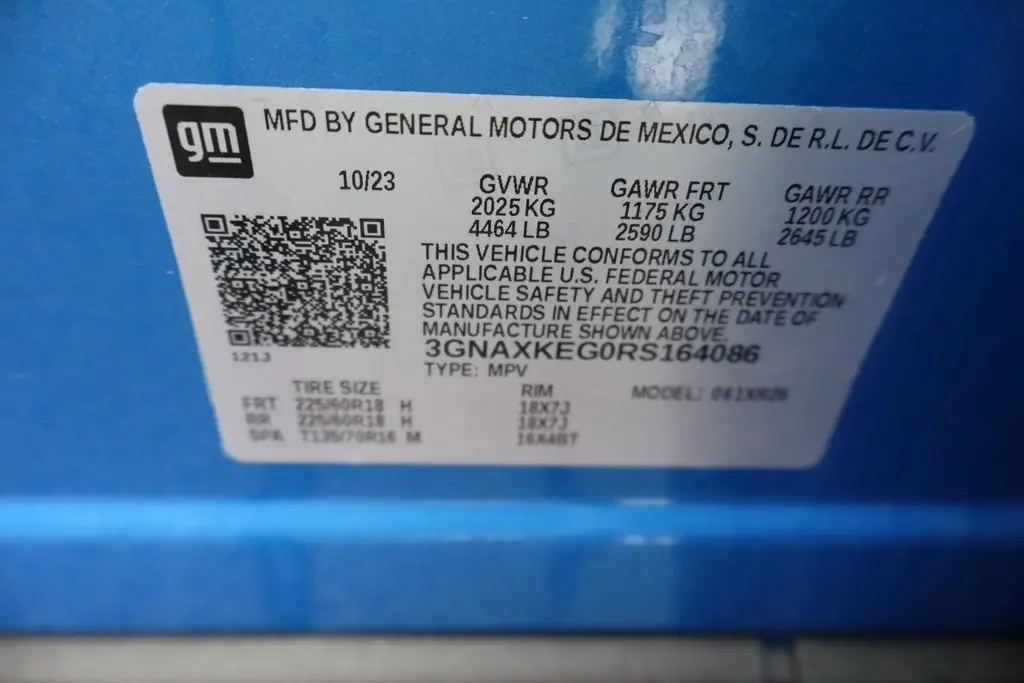 gm
MFD BY GENERAL MOTORS DE MEXICO, S. DE R.L. DE C.V.
10/23 GVWR GAWR FRT GAWR RR
2025 KG 1175 KG 1200 KG
4464 LB 2590 LB 2645 LB
THIS VEHICLE CONFORMS TO ALL
APPLICABLE U.S. FEDERAL MOTOR
VEHICLE SAFETY AND THEFT PREVENTION
STANDARDS IN EFFECT ON THE DATE OF
MANUFACTURE SHOWN ABOVE.
3GNAXKEG0RS164086
121J
TYPE: MPV
TIRE SIZE RIM MODEL:
FRT 225/60R18 H 18X7J
RR 225/60R18 H 18X7J
SPA T135/70R16 M 16X4BT